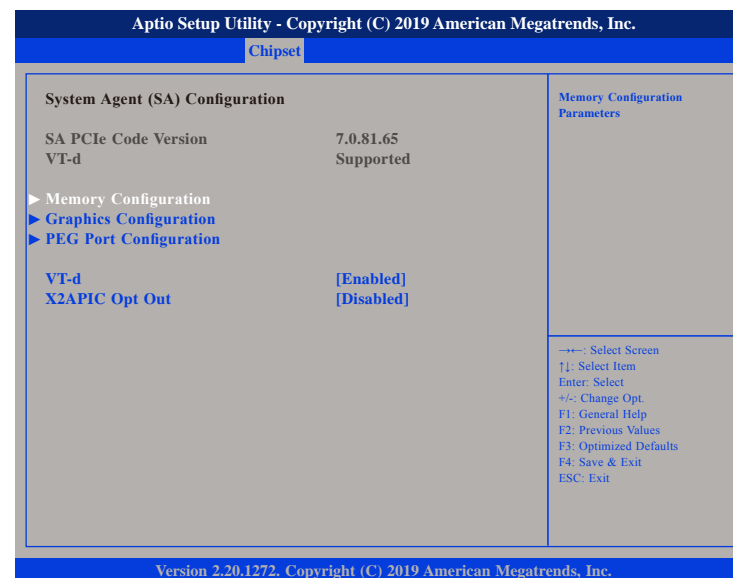 Aptio Setup Utility - Copyright (C) 2019 American Megatrends, Inc.
Chipset
System Agent (SA) Configuration
SA PCIe Code Version 7.0.81.65
VT-d Supported
▶ Memory Configuration
▶ Graphics Configuration
▶ PEG Port Configuration
VT-d [Enabled]
X2APIC Opt Out [Disabled]
Memory Configuration
Parameters
→←: Select Screen
↑↓: Select Item
Enter: Select
+/-: Change Opt.
F1: General Help
F2: Previous Values
F3: Optimized Defaults
F4: Save & Exit
ESC: Exit
Version 2.20.1272. Copyright (C) 2019 American Megatrends, Inc.